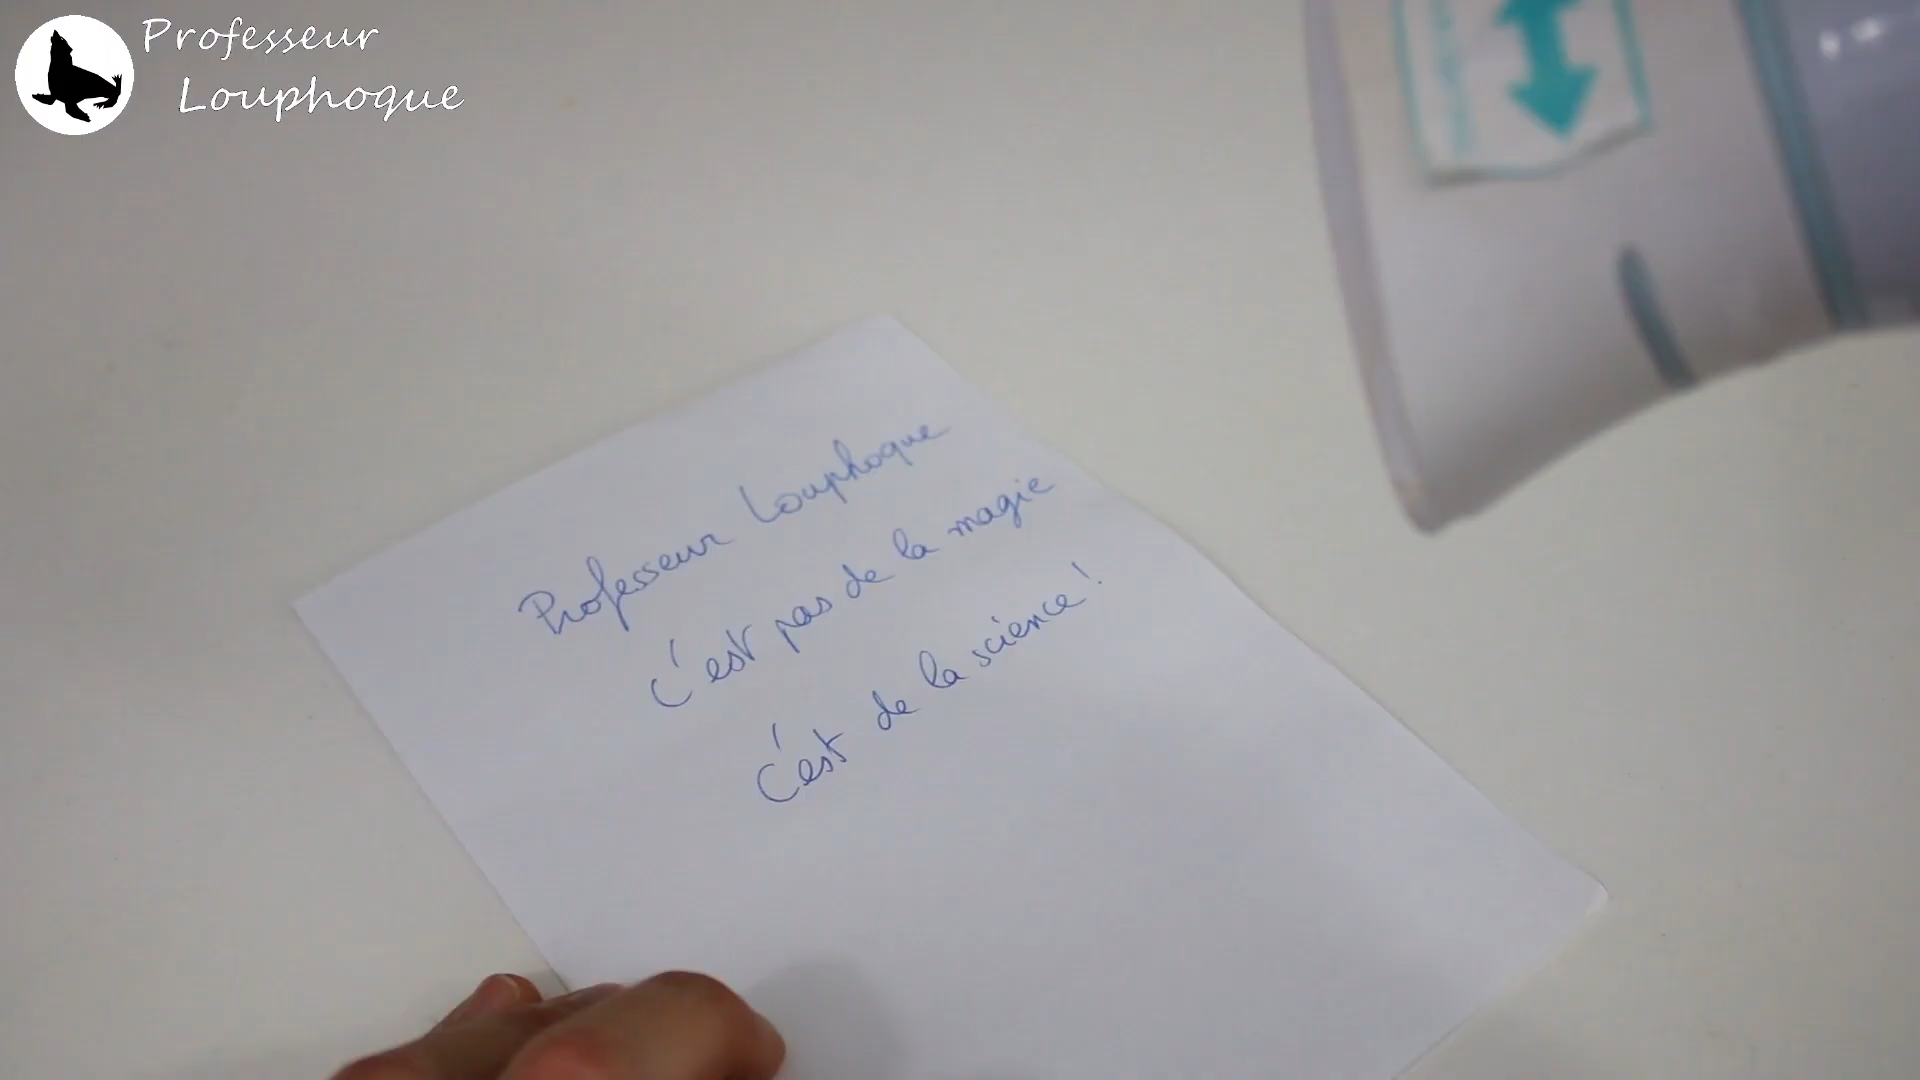 Professeur
Louphoque
Professeur Louphoque
C'est pas de la magie
C'est de la science!